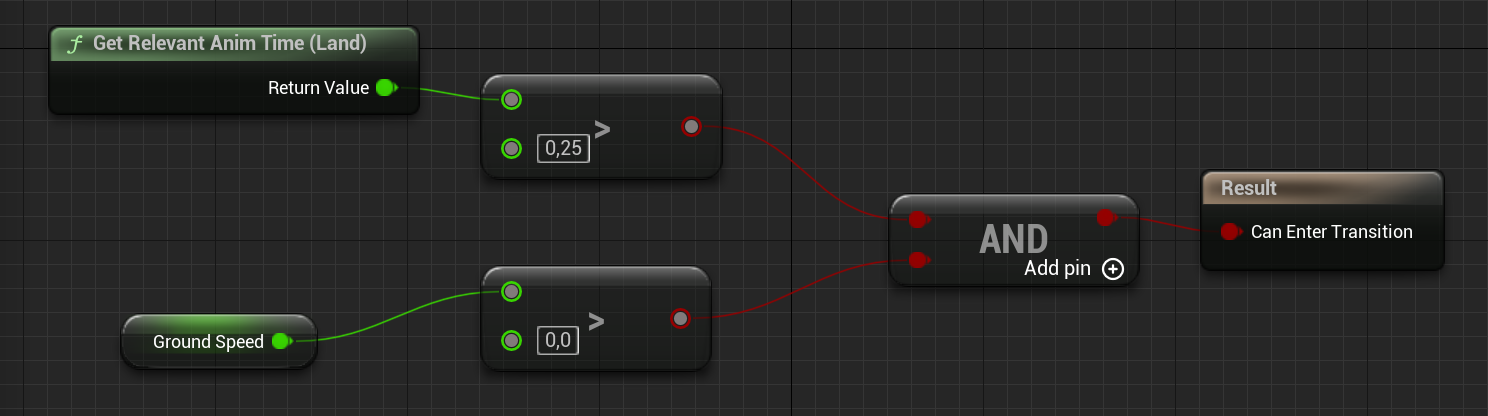 f Get Relevant Anim Time (Land)
Return Value
>
0,25
Ground Speed
>
0,0
AND
Add pin
Result
Can Enter Transition